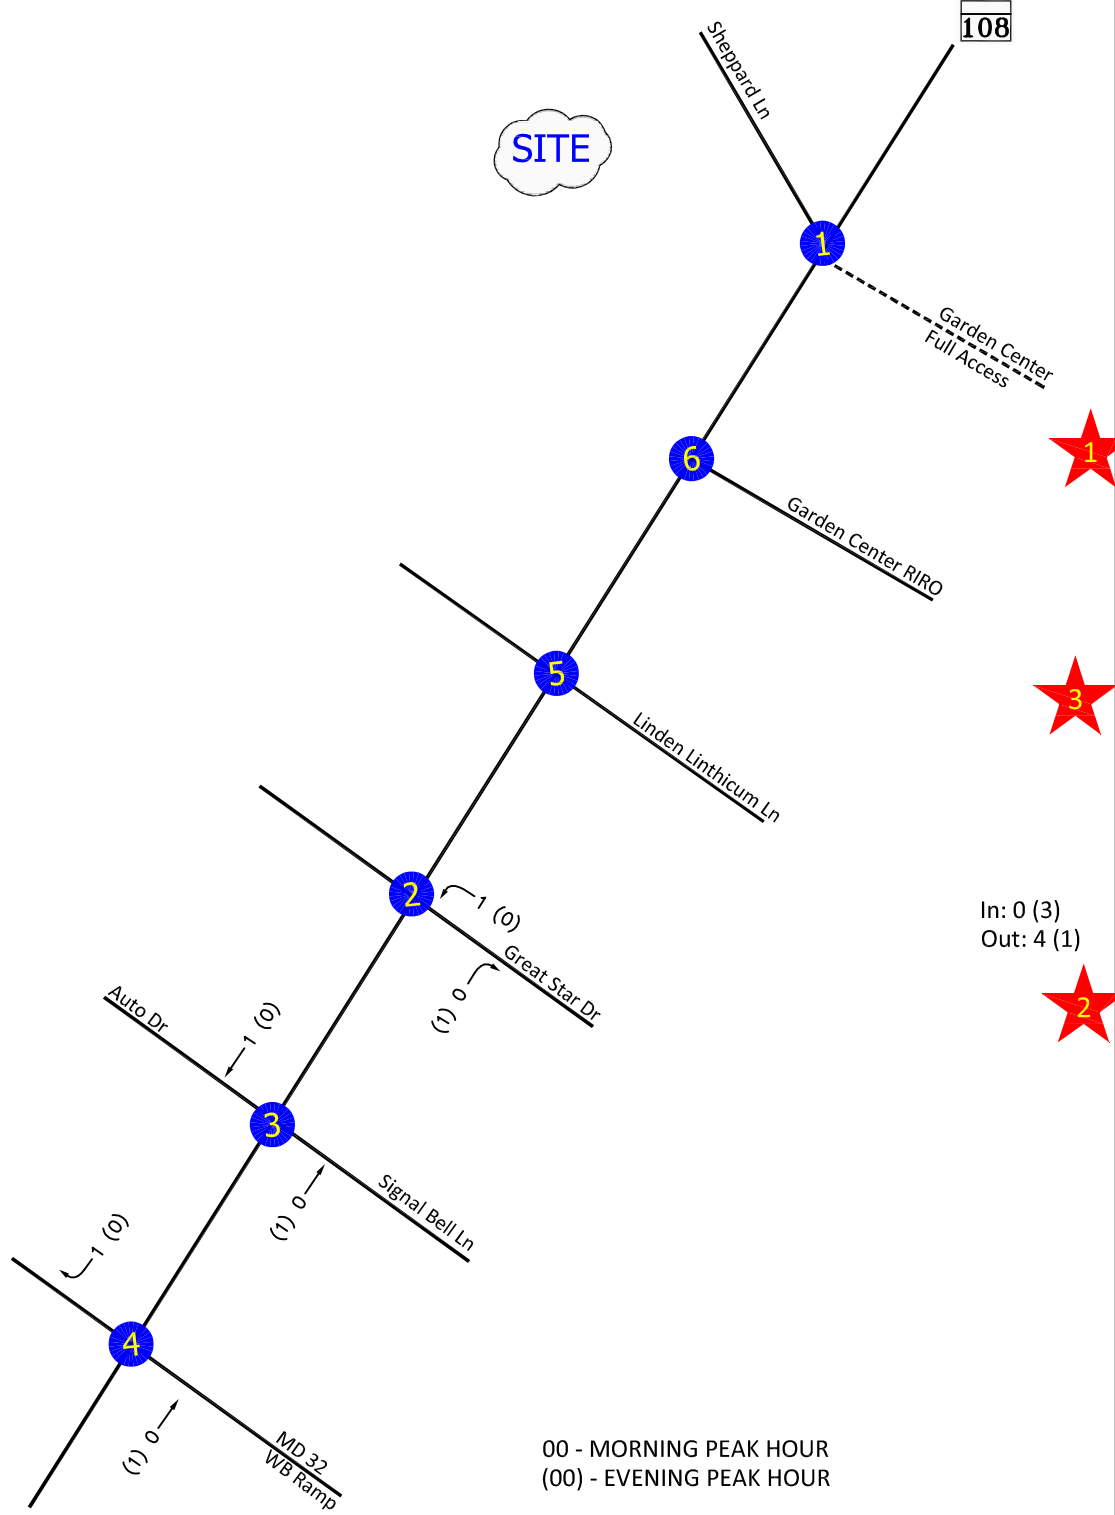 108
Sheppard Ln
SITE
1
Garden Center
Full Access
1
6
Garden Center RIRO
3
5
Linden Linthicum Ln
2
1 (0)
In: 0 (3)
Out: 4 (1)
Great Star Dr
(1) 0
2
Auto Dr
1 (0)
3
Signal Bell Ln
(1) 0
1 (0)
4
(1) 0
MD 32
WB Ramp
00 - MORNING PEAK HOUR
(00) - EVENING PEAK HOUR